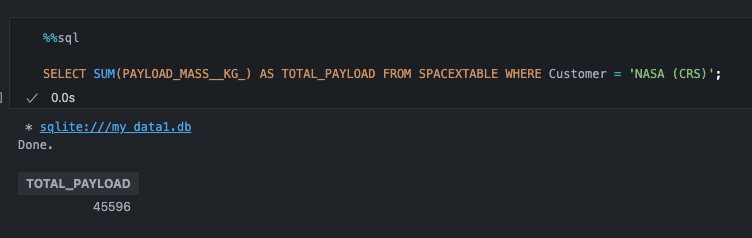 %%sql
SELECT SUM(PAYLOAD_MASS__KG_) AS TOTAL_PAYLOAD FROM SPACEXTABLE WHERE Customer = 'NASA (CRS)';
]
✓ 0.0s
* sqlite:///my_data1.db
Done.
TOTAL_PAYLOAD
45596